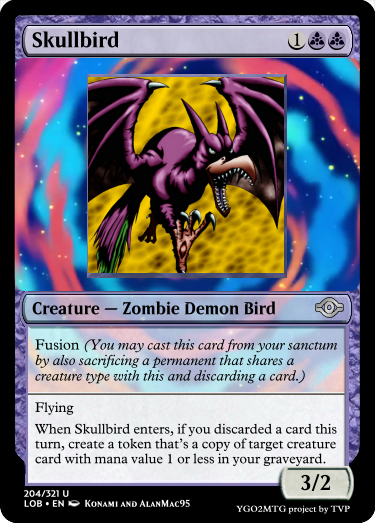 Skullbird 1
Creature — Zombie Demon Bird
Fusion (You may cast this card from your sanctum
by also sacrificing a permanent that shares a
creature type with this and discarding a card.)
Flying
When Skullbird enters, if you discarded a card this
turn, create a token that's a copy of target creature
card with mana value 1 or less in your graveyard.
3/2
204/321 U
LOB • EN Konami and AlanMac95
YGO2MTG project by TVP